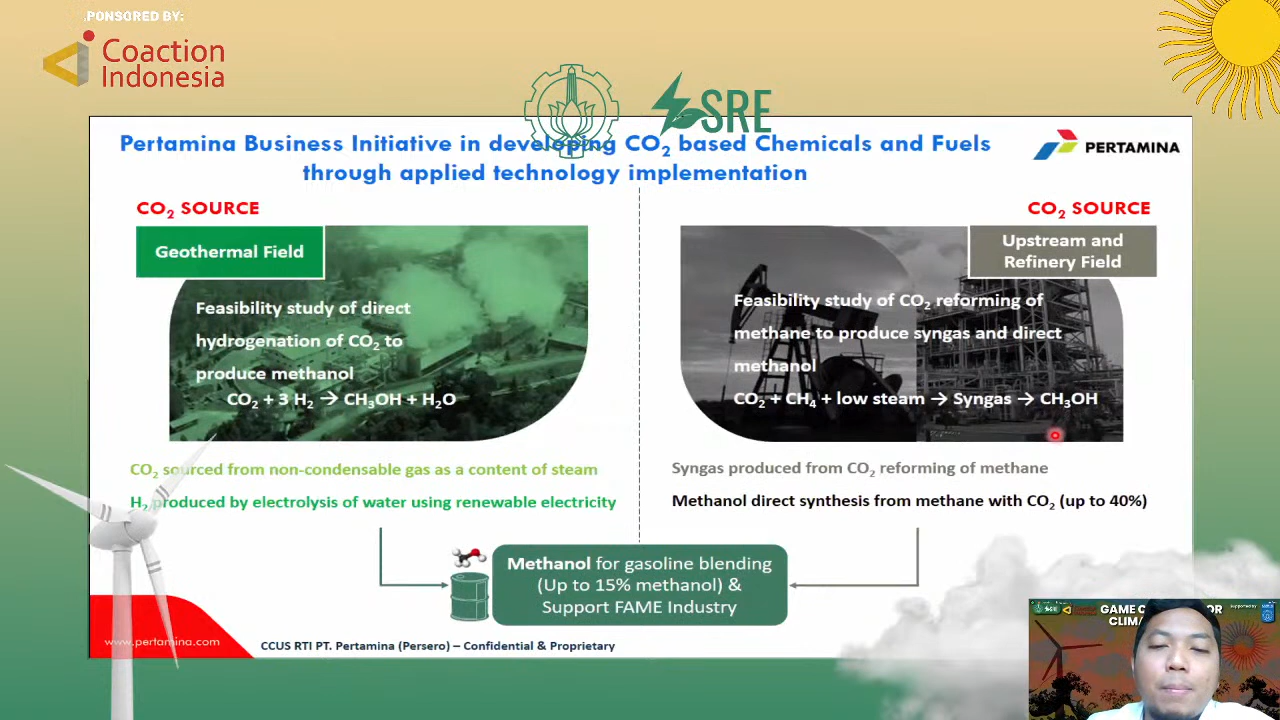 PONSORED BY:
Coaction
Indonesia
SRE
Pertamina Business Initiative in developing CO₂ based Chemicals and Fuels
through applied technology implementation
PERTAMINA
CO₂ SOURCE
Geothermal Field
Feasibility study of direct
hydrogenation of CO₂ to
produce methanol
CO₂ + 3 H₂ → CH₃OH + H₂O
CO₂ sourced from non-condensable gas as a content of steam
H₂ produced by electrolysis of water using renewable electricity
CO₂ SOURCE
Upstream and
Refinery Field
Feasibility study of CO₂ reforming of
methane to produce syngas and direct
methanol
CO₂ + CH₄ + low steam → Syngas → CH₃OH
Syngas produced from CO₂ reforming of methane
Methanol direct synthesis from methane with CO₂ (up to 40%)
Methanol for gasoline blending
(Up to 15% methanol) &
Support FAME Industry
www.pertamina.com
CCUS RTI PT. Pertamina (Persero) – Confidential & Proprietary
GAME C
OR
CLIM